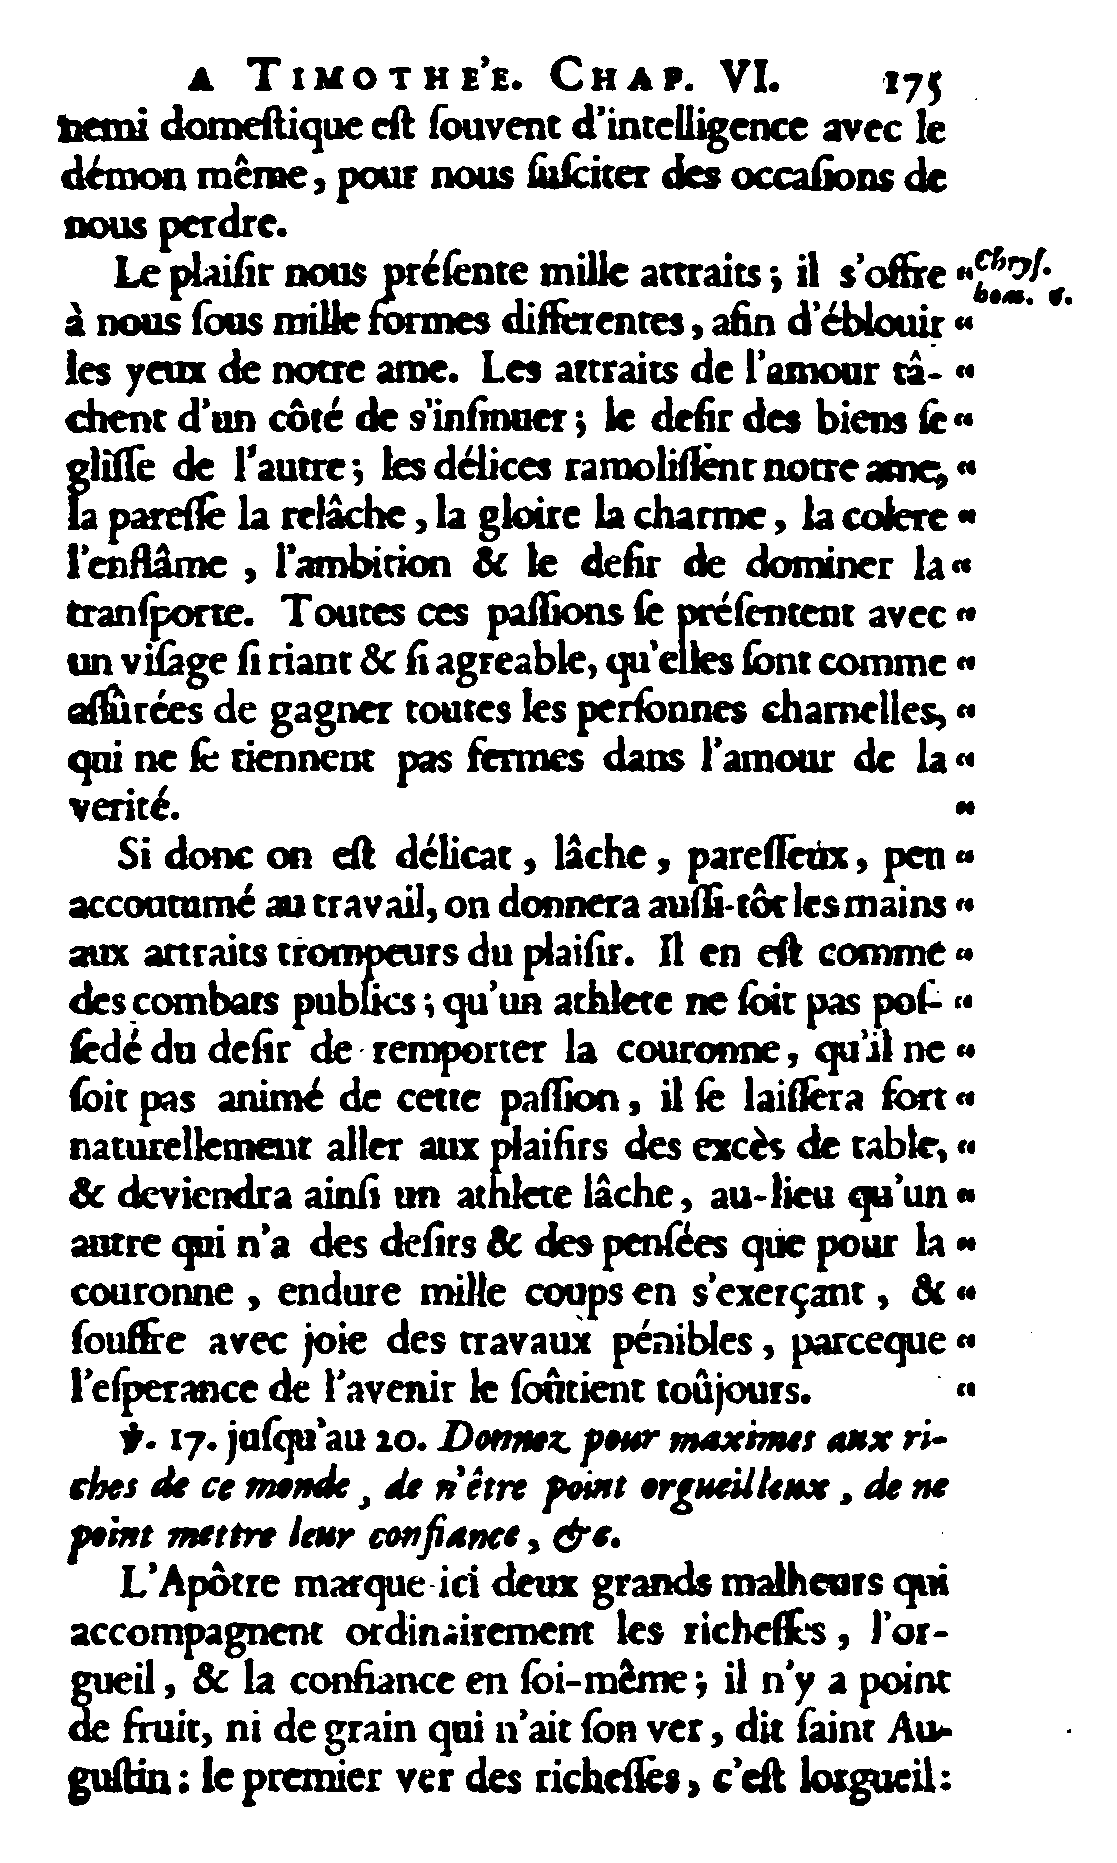 A TIMOTHE'E. CHAP. VI. 175
nemi domeſtique eſt ſouvent d'intelligence avec le
démon même, pour nous ſuſciter des occaſions de
nous perdre.
Le plaiſir nous préſente mille attraits; il s'offre “ Chryſ.
à nous ſous mille formes differentes, afin d'éblouir “ hom. 6.
les yeux de notre ame. Les attraits de l'amour tâ- “
chent d'un côté de s'inſinuer; le deſir des biens ſe “
gliſſe de l'autre; les délices ramoliſſent notre ame, “
la pareſſe la relâche, la gloire la charme, la colere “
l'enflâme, l'ambition & le deſir de dominer la “
tranſporte. Toutes ces paſſions ſe préſentent avec “
un viſage ſi riant & ſi agreable, qu'elles ſont comme “
aſſûrées de gagner toutes les perſonnes charnelles, “
qui ne ſe tiennent pas fermes dans l'amour de la “
verité. “
Si donc on eſt délicat, lâche, pareſſeux, peu “
accoutumé au travail, on donnera auſſi-tôt les mains “
aux attraits trompeurs du plaiſir. Il en eſt comme “
des combats publics; qu'un athlete ne ſoit pas poſ- “
ſedé du deſir de remporter la couronne, qu'il ne “
ſoit pas animé de cette paſſion, il ſe laiſſera fort “
naturellement aller aux plaiſirs des excès de table, “
& deviendra ainſi un athlete lâche, au-lieu qu'un “
autre qui n'a des deſirs & des penſées que pour la “
couronne, endure mille coups en s'exerçant, & “
ſouffre avec joie des travaux pénibles, parceque “
l'eſperance de l'avenir le ſoûtient toûjours. “
℣. 17. juſqu'au 20. Donnez pour maximes aux ri-
ches de ce monde, de n'être point orgueilleux, de ne
point mettre leur confiance, &c.
L'Apôtre marque ici deux grands malheurs qui
accompagnent ordinairement les richeſſes, l'or-
gueil, & la confiance en ſoi-même; il n'y a point
de fruit, ni de grain qui n'ait ſon ver, dit ſaint Au-
guſtin: le premier ver des richeſſes, c'eſt lorgueil: